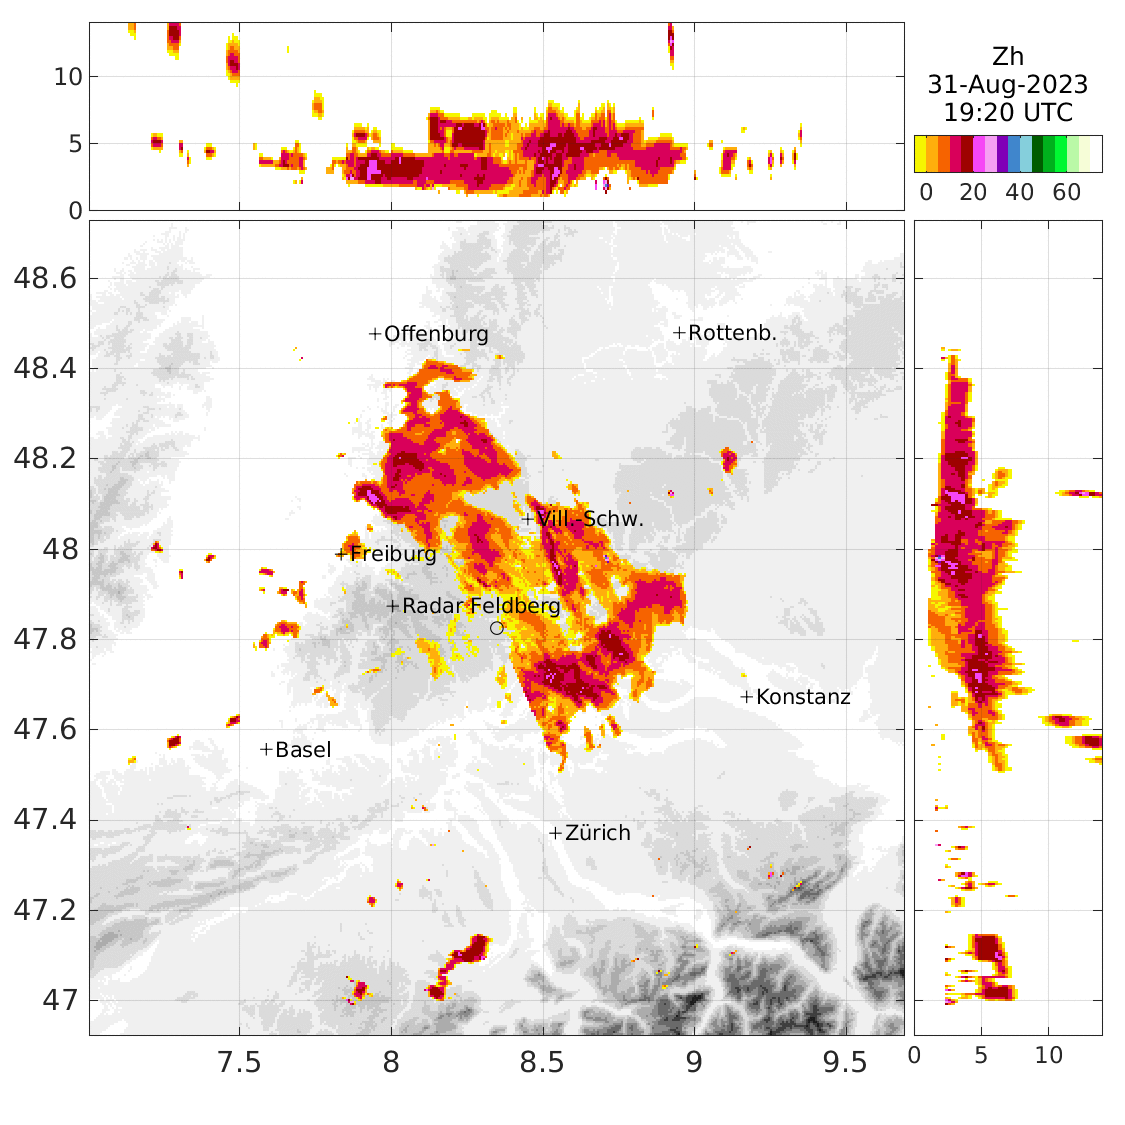 10
5
0
Zh
31-Aug-2023
19:20 UTC
0 20 40 60
48.6
48.4
48.2
48
47.8
47.6
47.4
47.2
47
+Offenburg
+Rottenb.
+Vill.-Schw.
+Freiburg
+Radar Feldberg
+Konstanz
+Basel
+Zürich
7.5 8 8.5 9 9.5
0 5 10